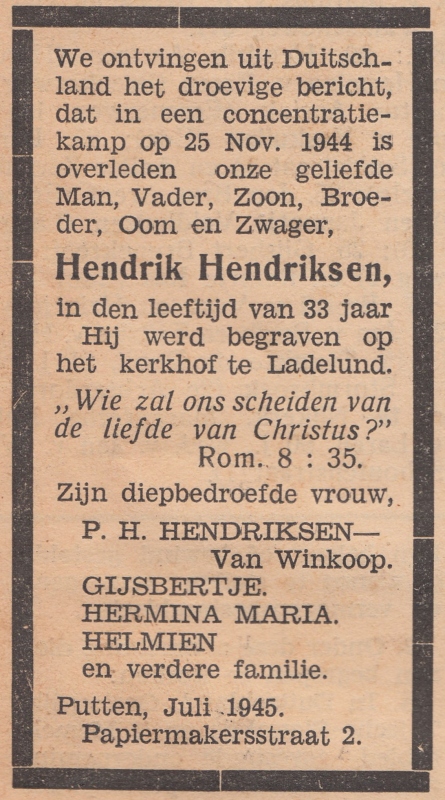 We ontvingen uit Duitsch-
land het droevige bericht,
dat in een concentratie-
kamp op 25 Nov. 1944 is
overleden onze geliefde
Man, Vader, Zoon, Broe-
der, Oom en Zwager,
Hendrik Hendriksen,
in den leeftijd van 33 jaar
Hij werd begraven op
het kerkhof te Ladelund.
„Wie zal ons scheiden van
de liefde van Christus?”
Rom. 8 : 35.
Zijn diepbedroefde vrouw,
P. H. HENDRIKSEN—
Van Winkoop.
GIJSBERTJE.
HERMINA MARIA.
HELMIEN
en verdere familie.
Putten, Juli 1945.
Papiermakersstraat 2.